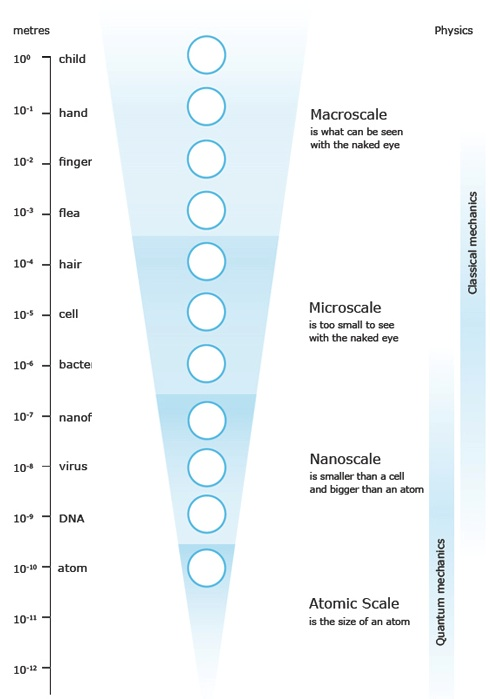 metres
Physics
10⁰ child
10⁻¹ hand
10⁻² finger
10⁻³ flea
10⁻⁴ hair
10⁻⁵ cell
10⁻⁶ bacte
10⁻⁷ nanof
10⁻⁸ virus
10⁻⁹ DNA
10⁻¹⁰ atom
10⁻¹¹
10⁻¹²
Macroscale
is what can be seen
with the naked eye
Microscale
is too small to see
with the naked eye
Nanoscale
is smaller than a cell
and bigger than an atom
Atomic Scale
is the size of an atom
Classical mechanics
Quantum mechanics